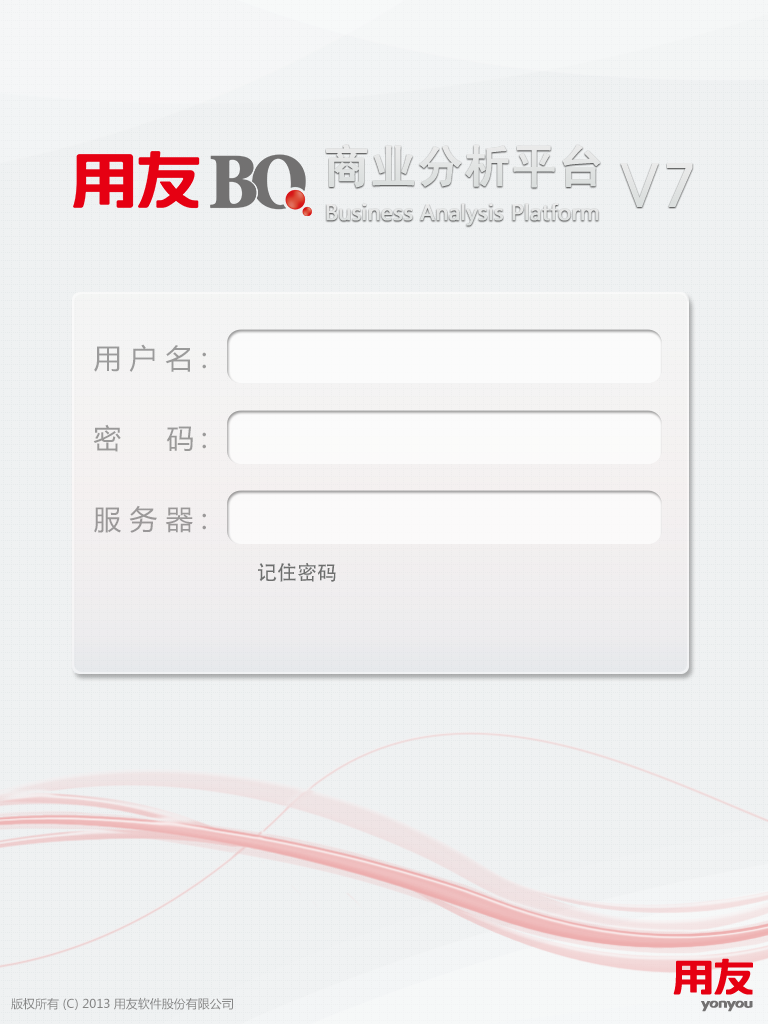 用友BQ 商业分析平台 V7
Business Analysis Platform
用户名：
密 码：
服务器：
记住密码
用友
yonyou
版权所有 (C) 2013 用友软件股份有限公司